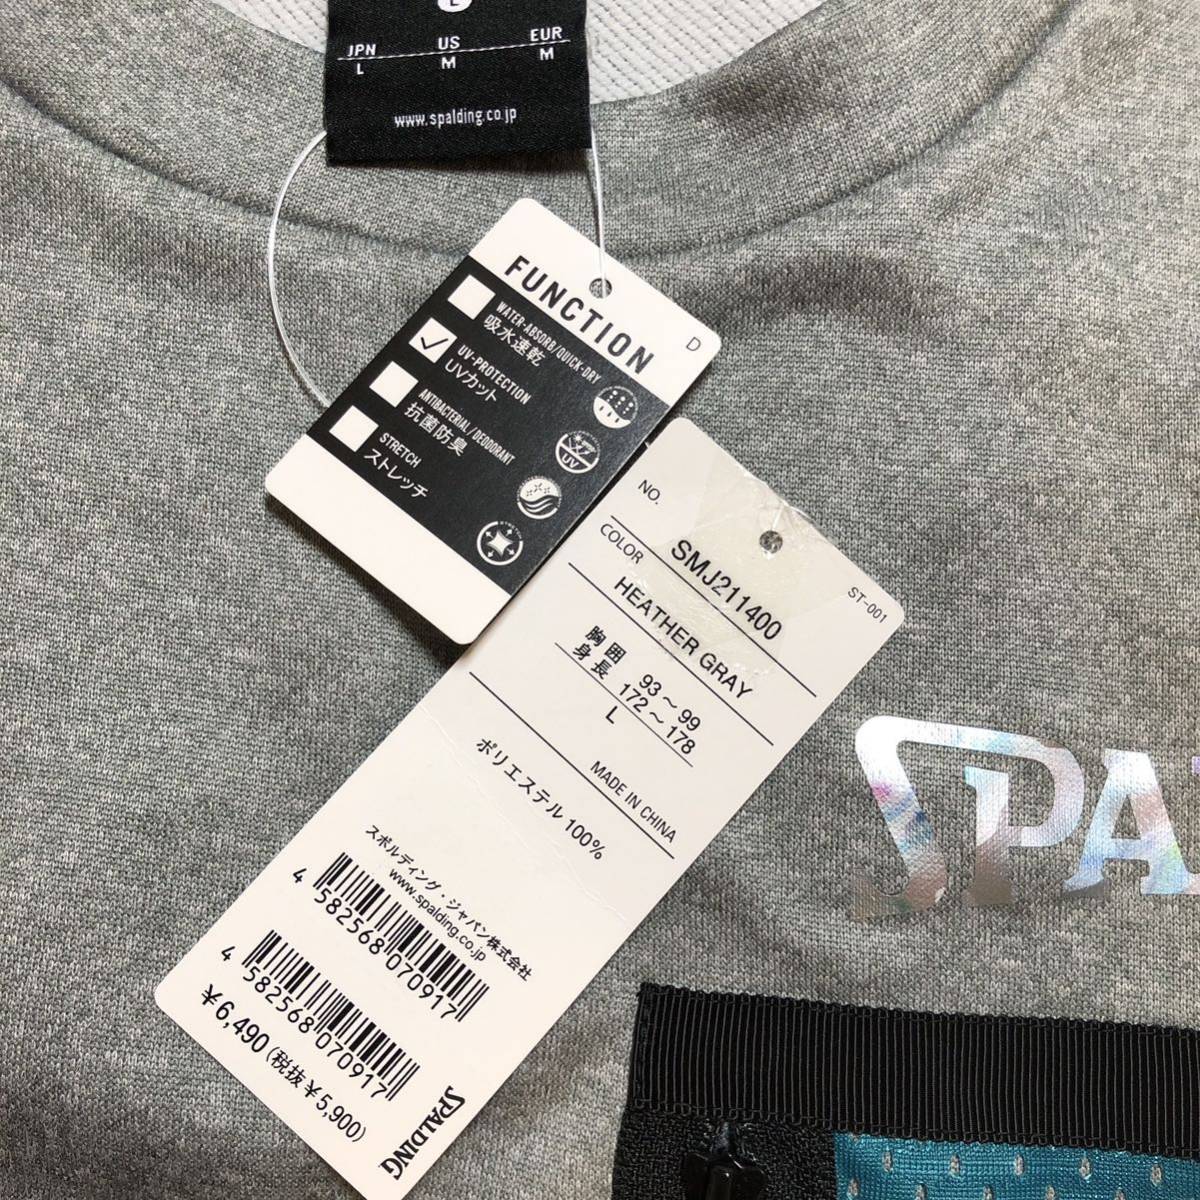 JPN US EUR
L M M
www.spalding.co.jp
FUNCTION
D
WATER-ABSORB/QUICK-DRY
吸水速乾
UV-PROTECTION
UVカット
ANTIBACTERIAL/DEODORANT
抗菌防臭
STRETCH
ストレッチ
UV
ST-001
NO.
SMJ211400
COLOR
HEATHER GRAY
胸囲 93～99
身長 172～178
L
MADE IN CHINA
ポリエステル 100%
スポルディング・ジャパン株式会社
www.spalding.co.jp
4 582568 070917
4 582568 070917
¥6,490 (税抜¥5,900)
SPALDING
SPA